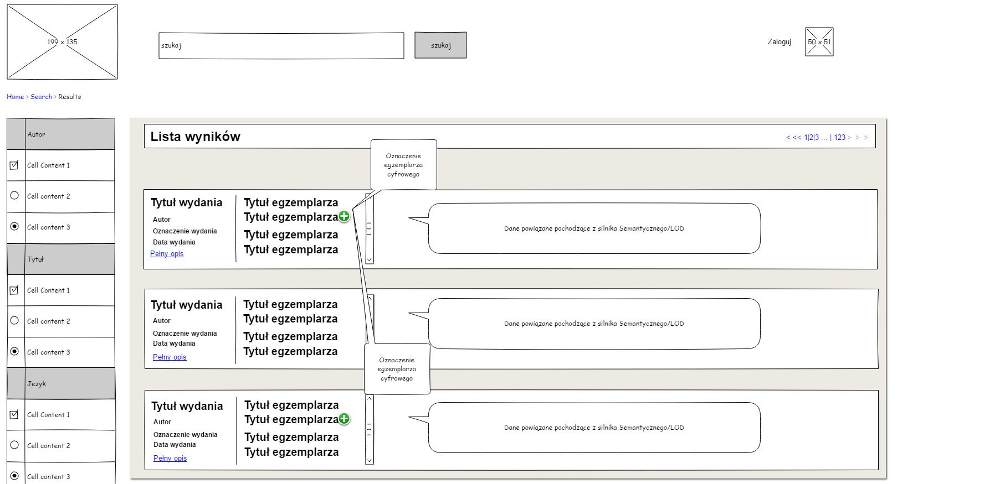 199 x 135
szukaj
szukaj
Zaloguj
50 x 51
Home > Search > Results
Autor
Cell Content 1
Cell content 2
Cell content 3
Tytuł
Cell Content 1
Cell content 2
Cell content 3
Jezyk
Cell Content 1
Cell content 2
Cell content 3
Lista wyników
< << 1|2|3 ... | 123 > > >
Oznaczenie
egzemplarza
cyfrowego
Tytuł wydania
Autor
Oznaczenie wydania
Data wydania
Pełny opis
Tytuł egzemplarza
Tytuł egzemplarza
Tytuł egzemplarza
Tytuł egzemplarza
Dane powiązane pochodzące z silnika Semantycznego/LOD
Tytuł wydania
Autor
Oznaczenie wydania
Data wydania
Pełny opis
Tytuł egzemplarza
Tytuł egzemplarza
Tytuł egzemplarza
Tytuł egzemplarza
Dane powiązane pochodzące z silnika Semantycznego/LOD
Oznaczenie
egzemplarza
cyfrowego
Tytuł wydania
Autor
Oznaczenie wydania
Data wydania
Pełny opis
Tytuł egzemplarza
Tytuł egzemplarza
Tytuł egzemplarza
Tytuł egzemplarza
Dane powiązane pochodzące z silnika Semantycznego/LOD